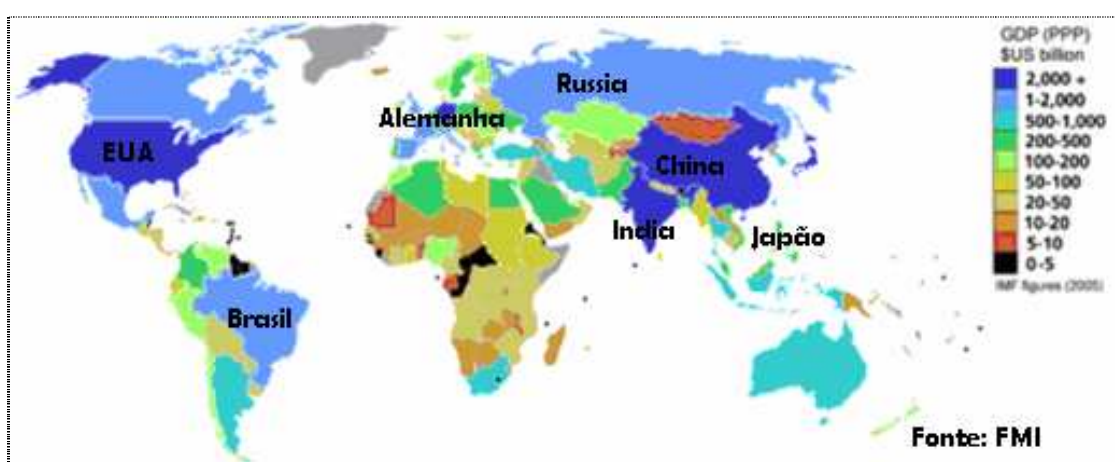 GDP (PPP)
$US billion
2,000 +
1-2,000
500-1,000
200-500
100-200
50-100
20-50
10-20
5-10
0-5
IMF figures (2005)
Russia
Alemanha
EUA
China
India
Japão
Brasil
Fonte: FMI